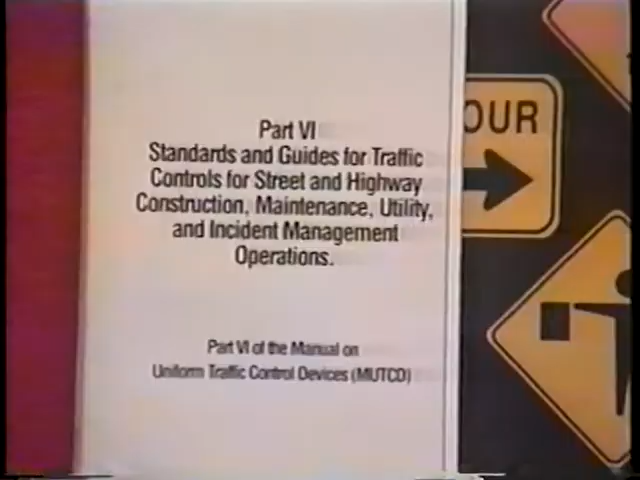 Part VI
Standards and Guides for Traffic
Controls for Street and Highway
Construction, Maintenance, Utility,
and Incident Management
Operations.
Part VI of the Manual on
Uniform Traffic Control Devices (MUTCD)
OUR